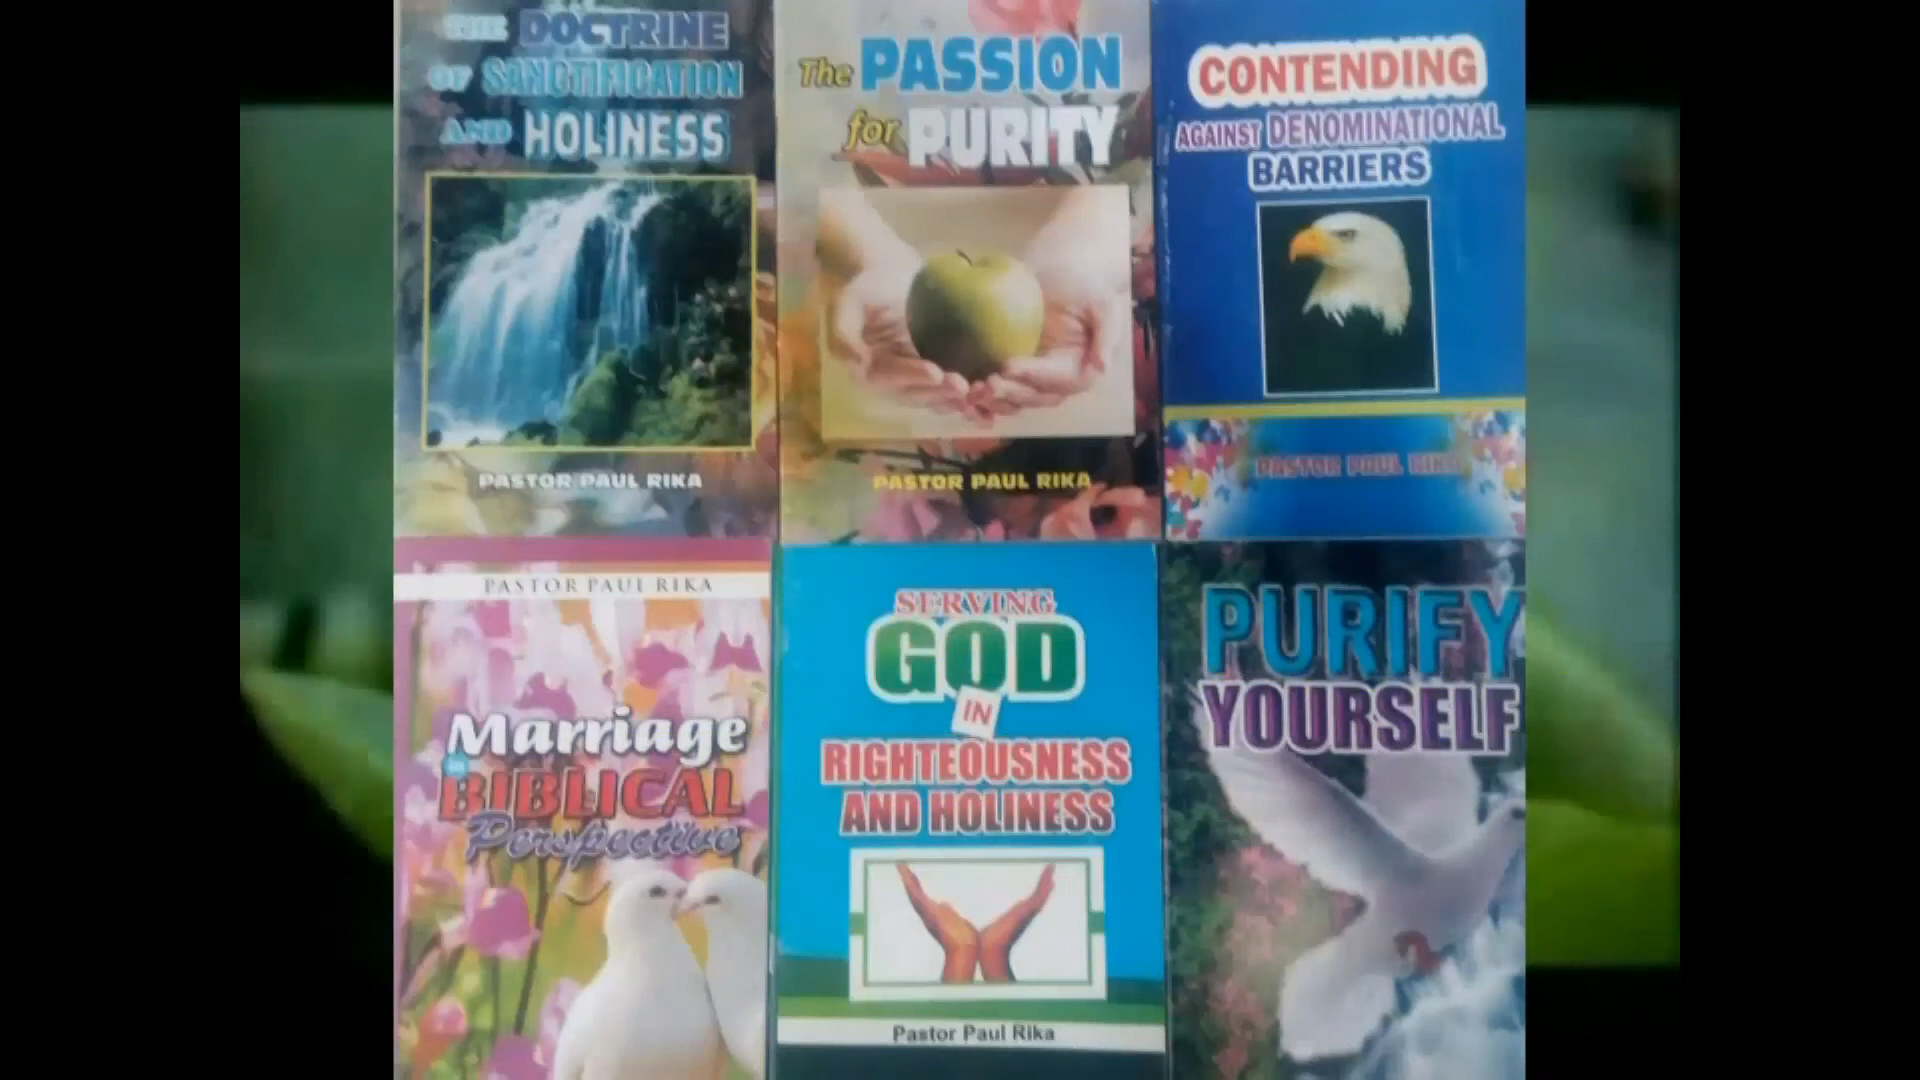 THE DOCTRINE
OF SANCTIFICATION
AND HOLINESS
PASTOR PAUL RIKA
The PASSION
for PURITY
PASTOR PAUL RIKA
CONTENDING
AGAINST DENOMINATIONAL
BARRIERS
PASTOR PAUL RIKA
PASTOR PAUL RIKA
Marriage
in
BIBLICAL
Perspective
SERVING
GOD
IN
RIGHTEOUSNESS
AND HOLINESS
Pastor Paul Rika
PURIFY
YOURSELF